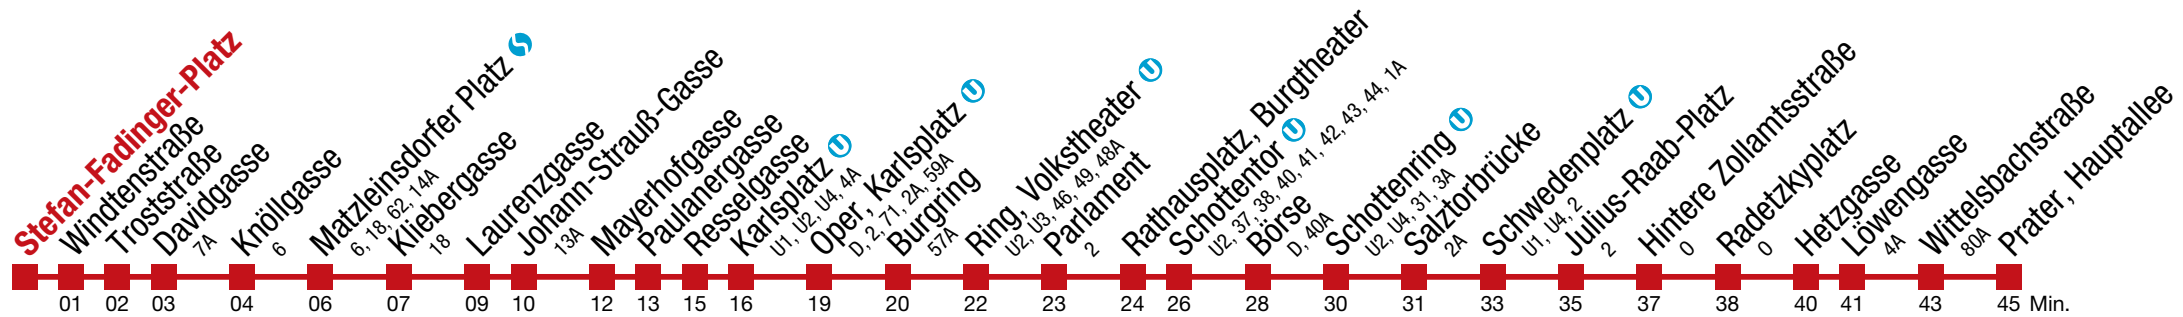 Stefan-Fadinger-Platz
Windtenstraße
Troststraße
Davidgasse
7A
Knöllgasse
6
Matzleinsdorfer Platz
6, 18, 62, 14A
Kliebergasse
18
Laurenzgasse
Johann-Strauß-Gasse
13A
Mayerhofgasse
Paulanergasse
Resselgasse
Karlsplatz
U1, U2, U4, 4A
Oper, Karlsplatz
D, 2, 71, 2A, 59A
Burgring
57A
Ring, Volkstheater
U2, U3, 46, 49, 48A
Parlament
2
Rathausplatz, Burgtheater
Schottentor
U2, 37, 38, 40, 41, 42, 43, 44, 1A
Börse
D, 40A
Schottenring
U2, U4, 31, 3A
Salztorbrücke
2A
Schwedenplatz
U1, U4, 2
Julius-Raab-Platz
2
Hintere Zollamtsstraße
O
Radetzkyplatz
O
Hetzgasse
Löwengasse
4A
Wittelsbachstraße
80A
Prater, Hauptallee
01 02 03 04 06 07 09 10 12 13 15 16 19 20 22 23 24 26 28 30 31 33 35 37 38 40 41 43 45 Min.